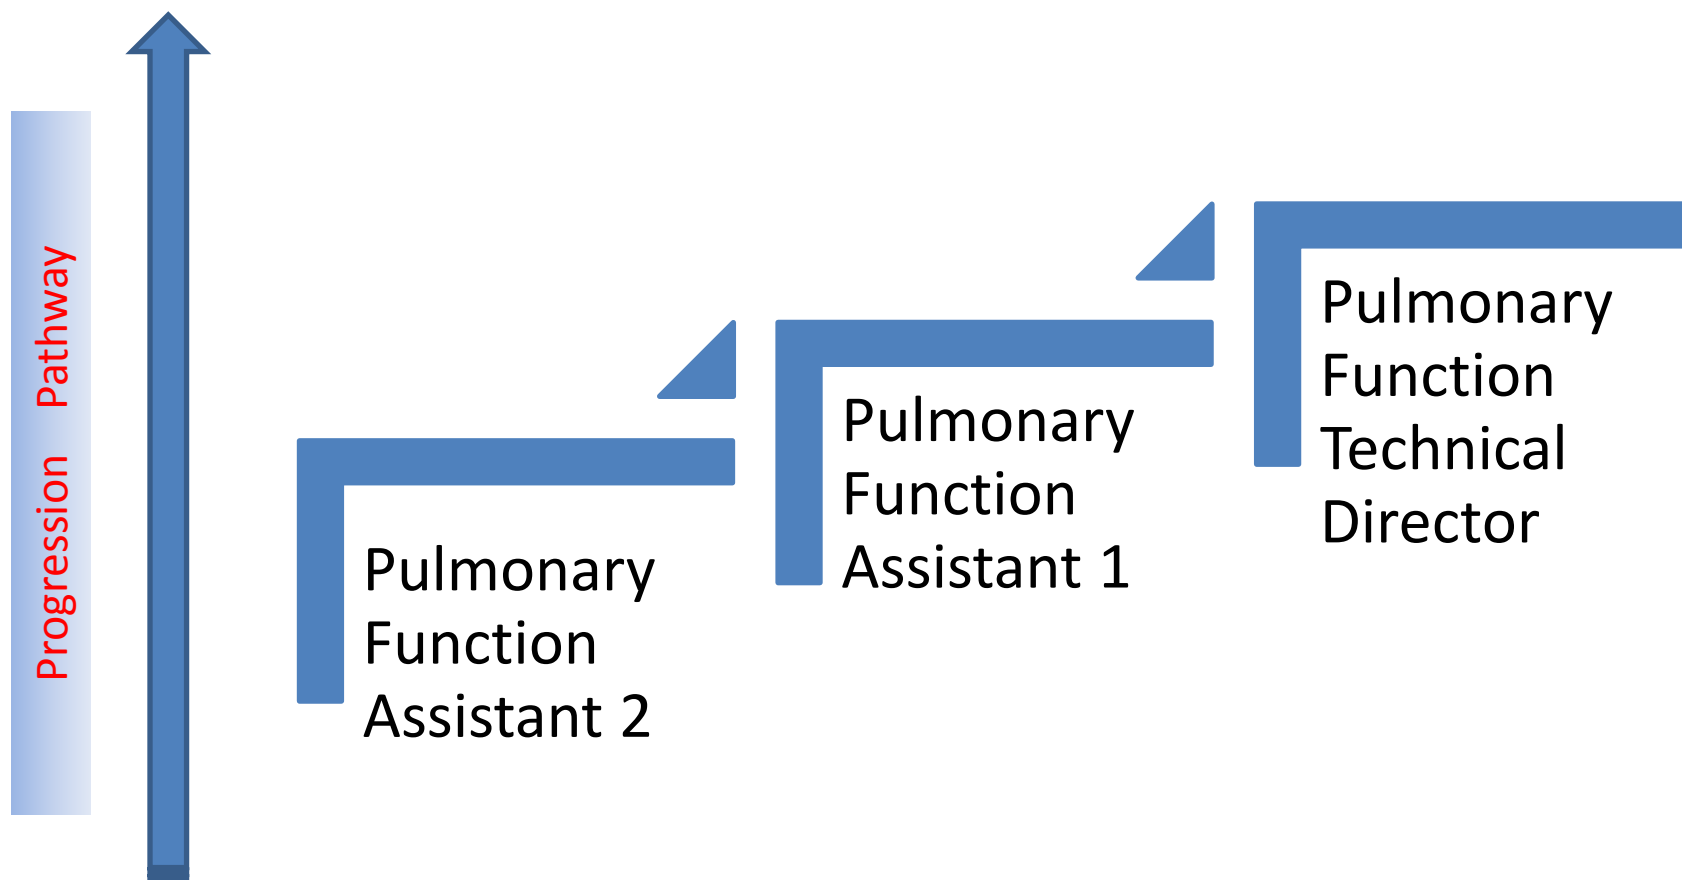 Progression Pathway
Pulmonary
Function
Assistant 2
Pulmonary
Function
Assistant 1
Pulmonary
Function
Technical
Director